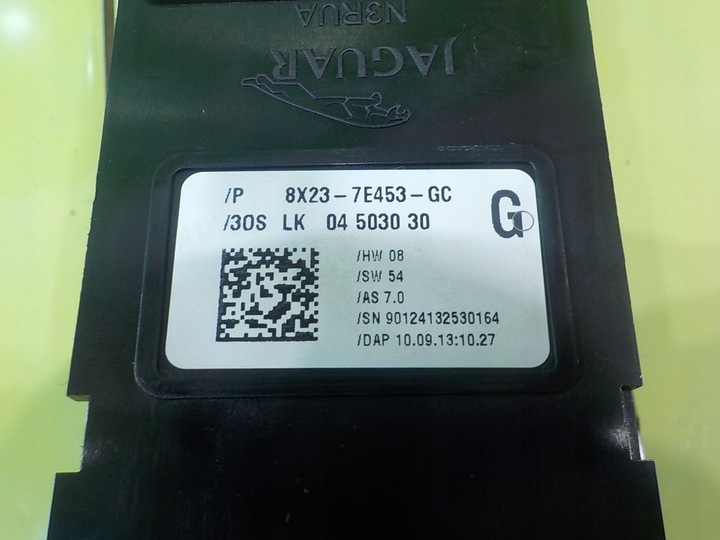 N3RUA
JAGUAR
/P 8X23-7E453-GC
/30S LK 04 5030 30
G
/HW 08
/SW 54
/AS 7.0
/SN 90124132530164
/DAP 10.09.13:10.27